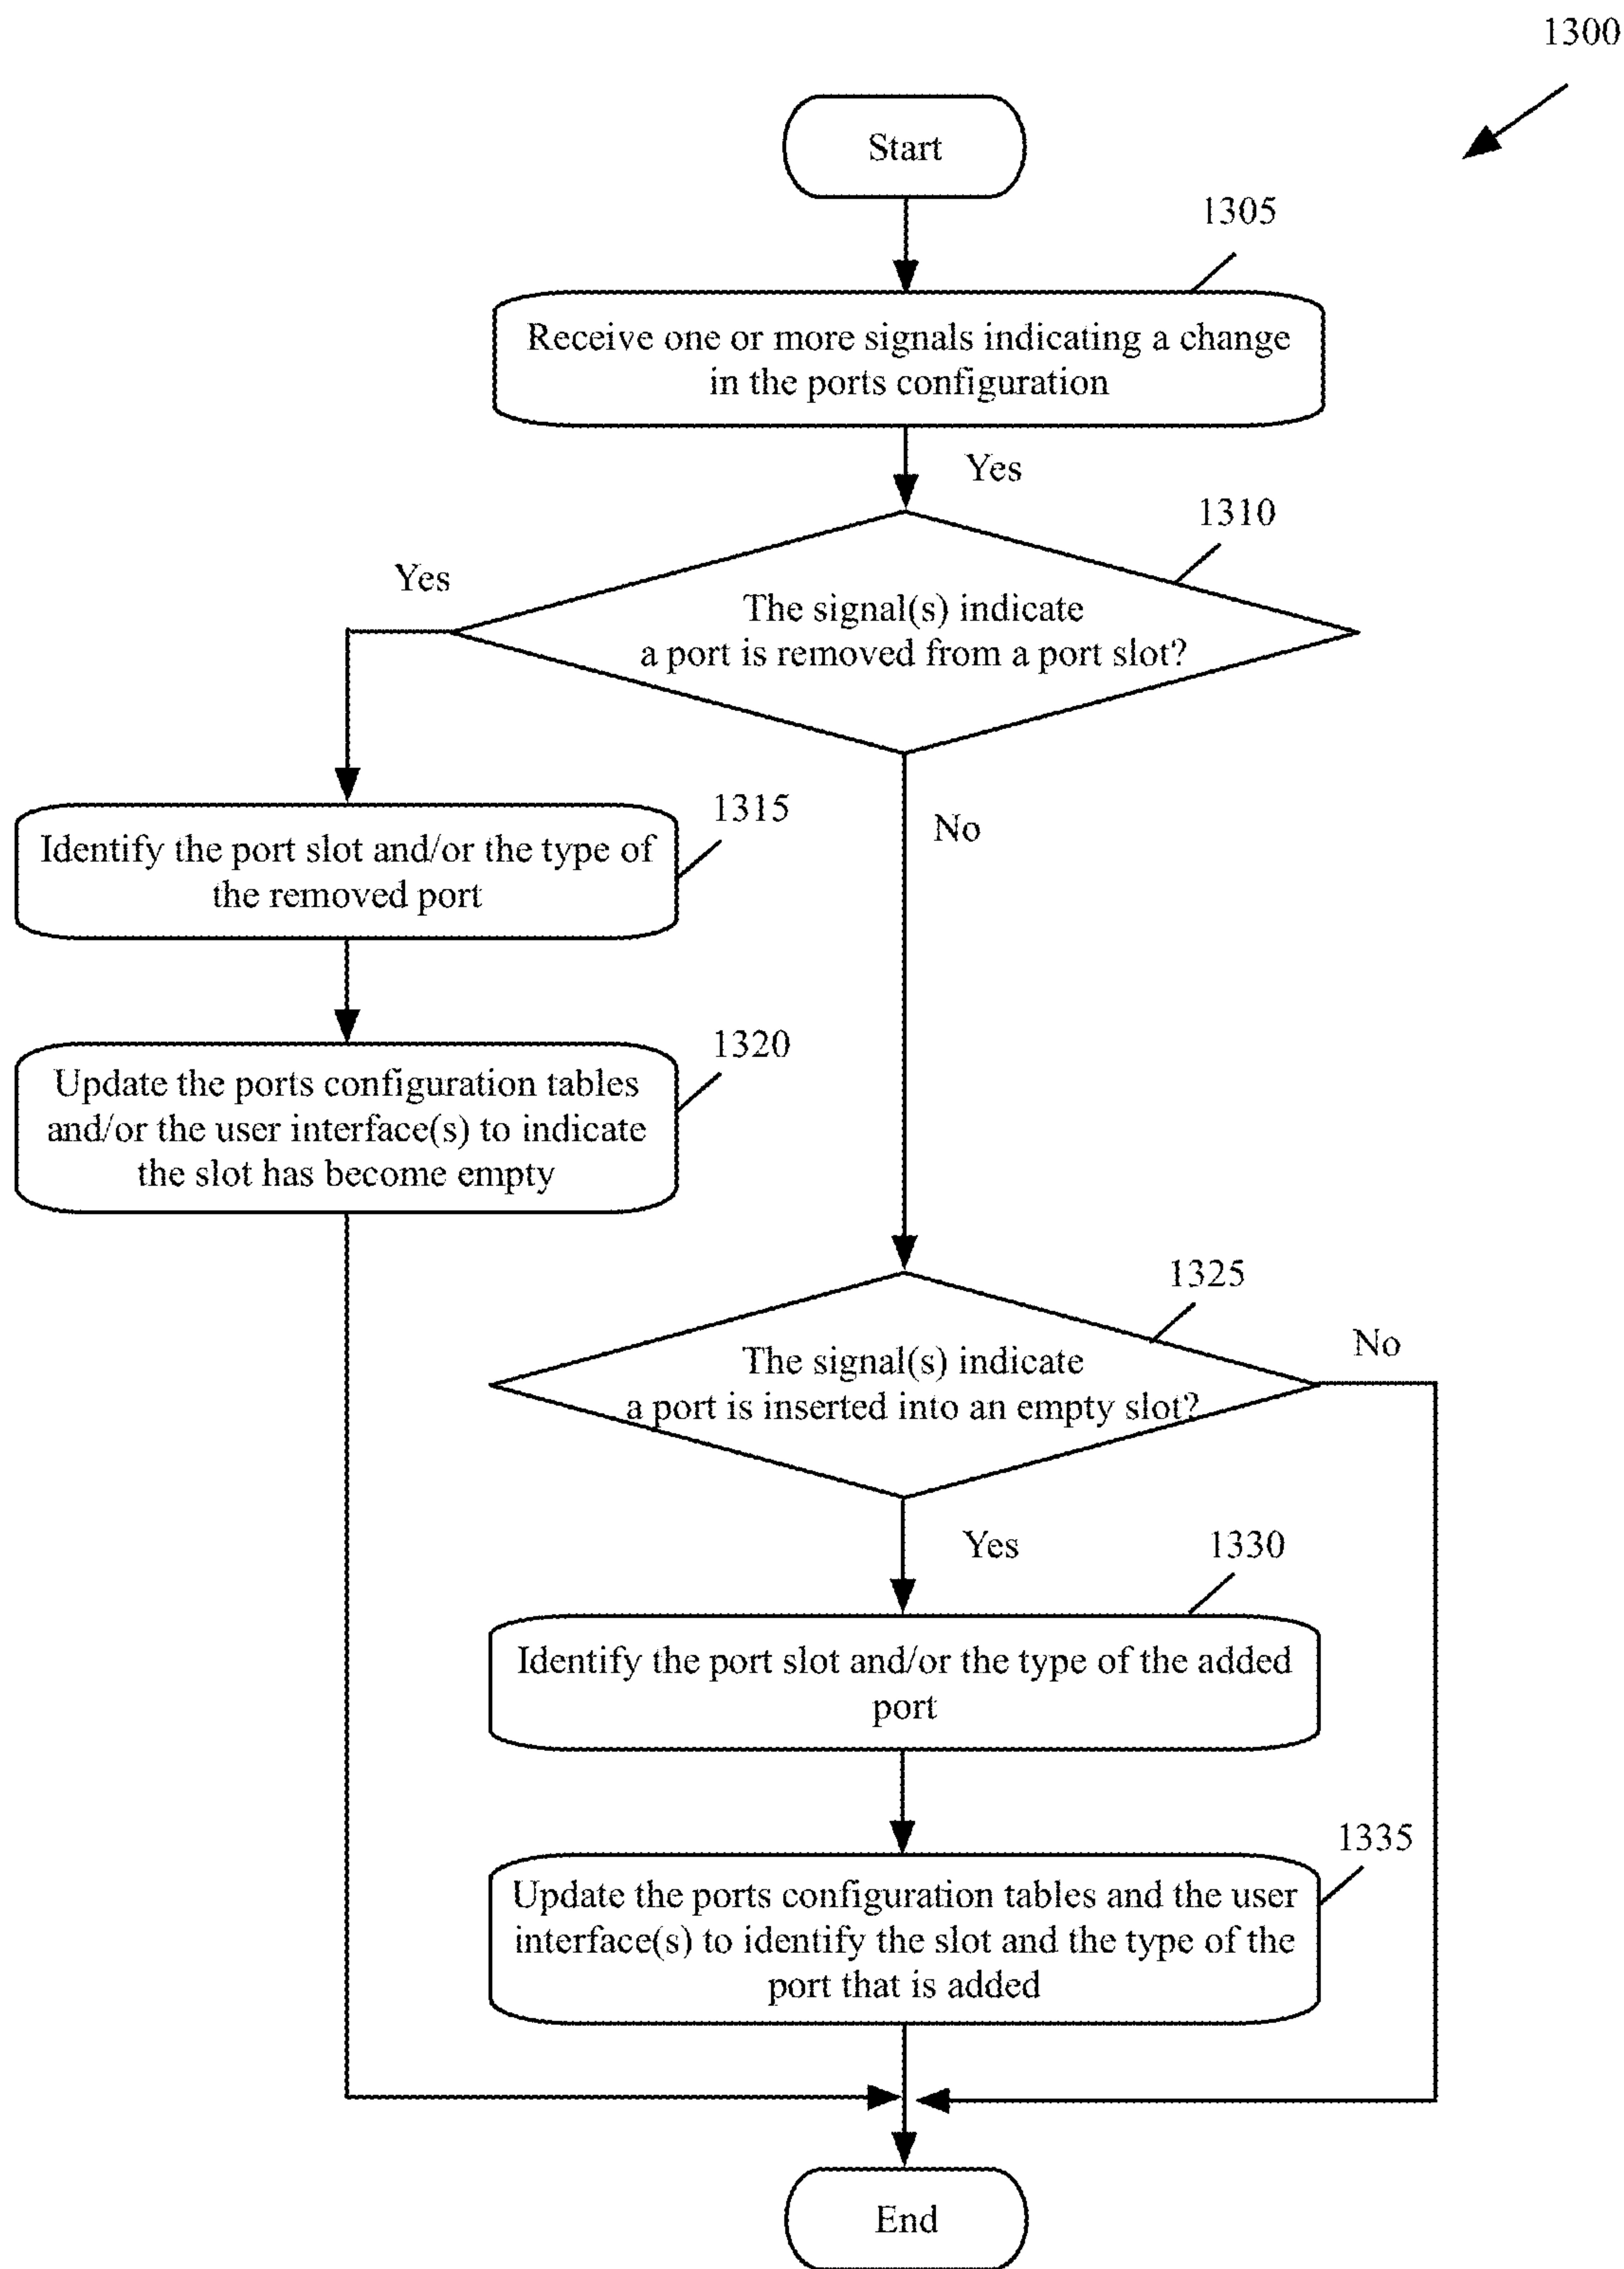 1300
Start
1305
Receive one or more signals indicating a change
in the ports configuration
Yes
1310
Yes
The signal(s) indicate
a port is removed from a port slot?
1315
No
Identify the port slot and/or the type of
the removed port
1320
Update the ports configuration tables
and/or the user interface(s) to indicate
the slot has become empty
1325
No
The signal(s) indicate
a port is inserted into an empty slot?
Yes
1330
Identify the port slot and/or the type of the added
port
1335
Update the ports configuration tables and the user
interface(s) to identify the slot and the type of the
port that is added
End